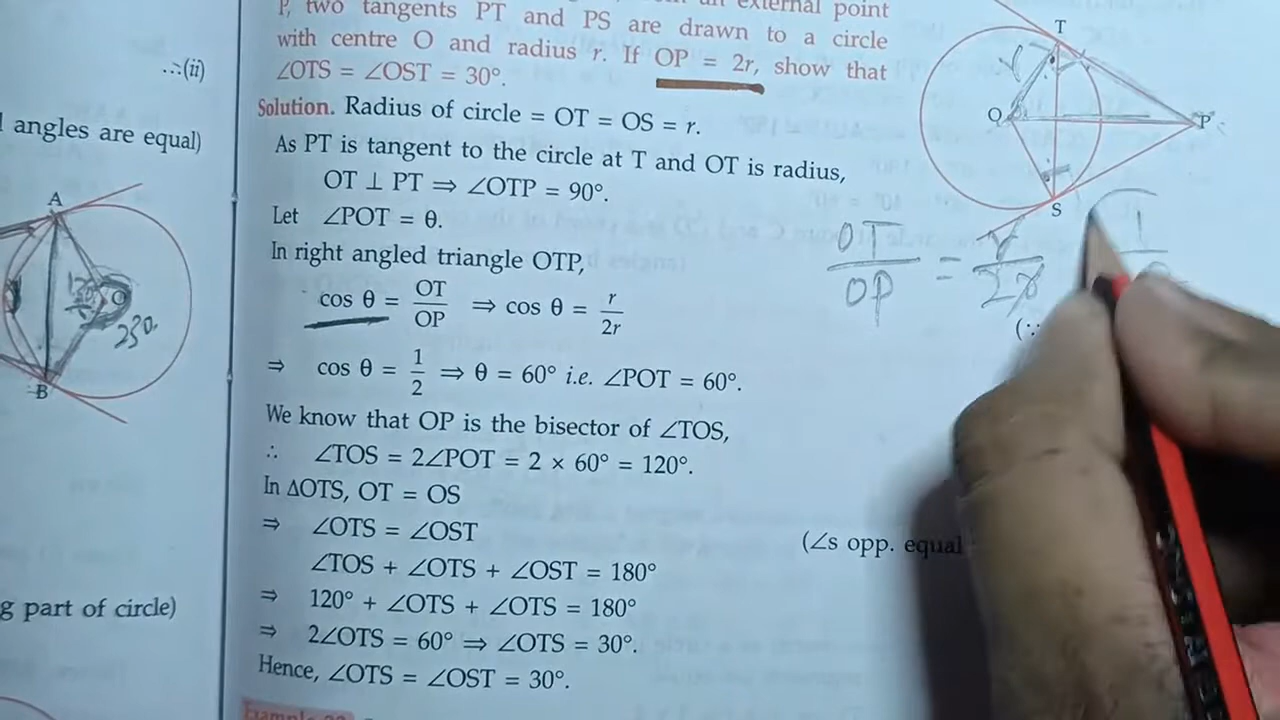 P, two tangents PT and PS are drawn to a circle
with centre O and radius r. If OP = 2r, show that
∠OTS = ∠OST = 30°.
Solution. Radius of circle = OT = OS = r.
As PT is tangent to the circle at T and OT is radius,
OT ⊥ PT ⇒ ∠OTP = 90°.
Let ∠POT = θ.
In right angled triangle OTP,
cos θ = OT/OP ⇒ cos θ = r/2r
⇒ cos θ = 1/2 ⇒ θ = 60° i.e. ∠POT = 60°.
We know that OP is the bisector of ∠TOS,
∴ ∠TOS = 2∠POT = 2 × 60° = 120°.
In ΔOTS, OT = OS
⇒ ∠OTS = ∠OST
(∠s opp. equal
∠TOS + ∠OTS + ∠OST = 180°
⇒ 120° + ∠OTS + ∠OTS = 180°
⇒ 2∠OTS = 60° ⇒ ∠OTS = 30°.
Hence, ∠OTS = ∠OST = 30°.
...(ii)
angles are equal)
A
O
B
g part of circle)
T
O
P
S
OT/OP = r/2r
1
(∵